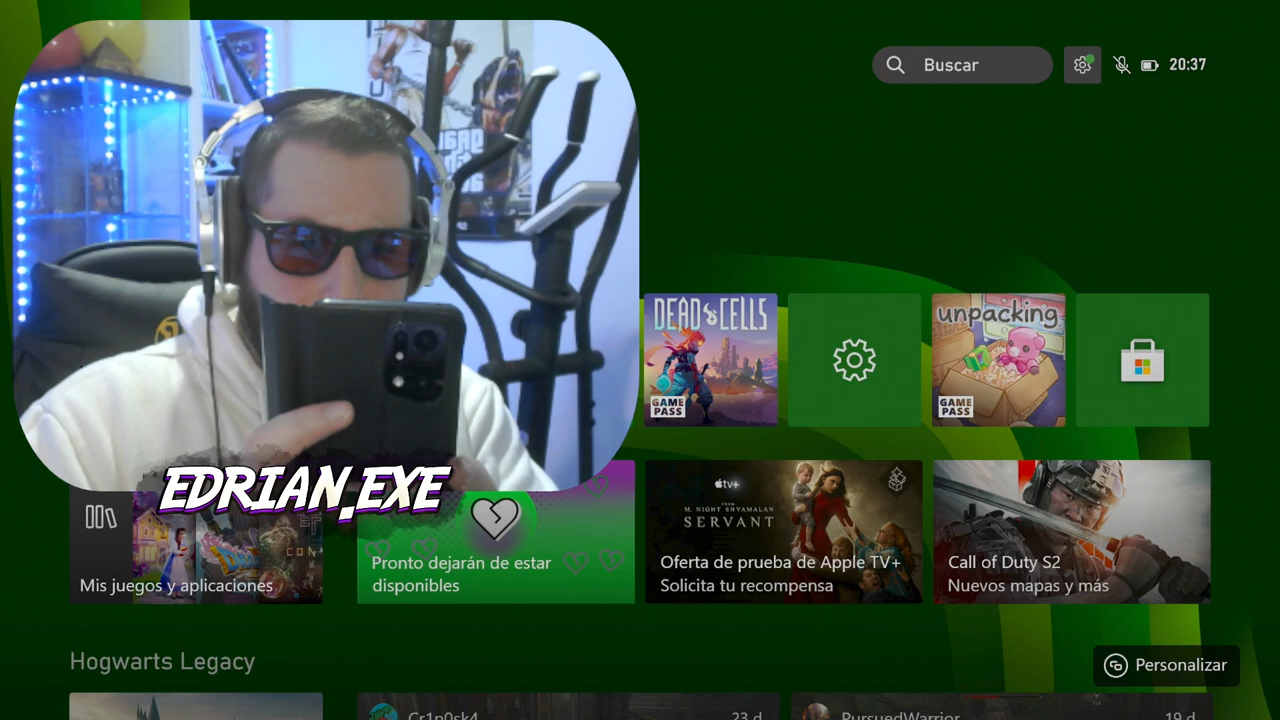 Buscar
20:37
DEAD CELLS
GAME
PASS
unpacking
GAME
PASS
EDRIAN.EXE
Mis juegos y aplicaciones
Pronto dejarán de estar
disponibles
tv+
FROM
M. NIGHT SHYAMALAN
SERVANT
Oferta de prueba de Apple TV+
Solicita tu recompensa
Call of Duty S2
Nuevos mapas y más
Hogwarts Legacy
Personalizar
Cr1p0sk4
23 d
PursuedWarrior
19 d